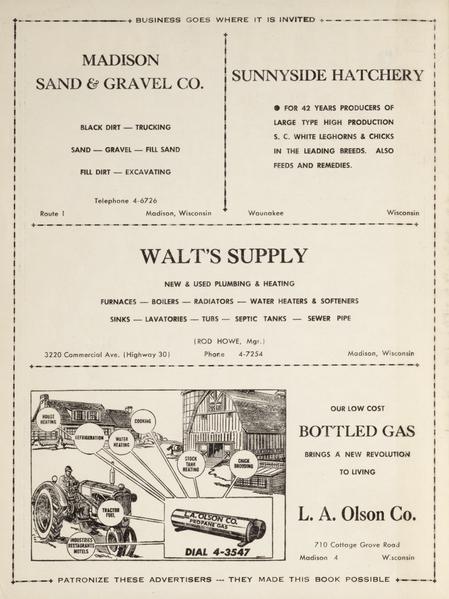 BUSINESS GOES WHERE IT IS INVITED
MADISON
SAND & GRAVEL CO.
BLACK DIRT — TRUCKING
SAND — GRAVEL — FILL SAND
FILL DIRT — EXCAVATING
Telephone 4-6726
Route 1 Madison, Wisconsin
SUNNYSIDE HATCHERY
● FOR 42 YEARS PRODUCERS OF
LARGE TYPE HIGH PRODUCTION
S. C. WHITE LEGHORNS & CHICKS
IN THE LEADING BREEDS. ALSO
FEEDS AND REMEDIES.
Waunakee Wisconsin
WALT'S SUPPLY
NEW & USED PLUMBING & HEATING
FURNACES — BOILERS — RADIATORS — WATER HEATERS & SOFTENERS
SINKS — LAVATORIES — TUBS — SEPTIC TANKS — SEWER PIPE
(ROD HOWE, Mgr.)
3220 Commercial Ave. (Highway 30) Phone 4-7254 Madison, Wisconsin
HOUSE
HEATING
REFRIGERATION
WATER
HEATING
COOKING
STOCK
TANK
HEATING
CHICK
BROODING
TRACTOR
FUEL
INDUSTRIES
RESTAURANTS
MOTELS
L.A. OLSON CO.
PROPANE GAS
DIAL 4-3547
OUR LOW COST
BOTTLED GAS
BRINGS A NEW REVOLUTION
TO LIVING
L. A. Olson Co.
710 Cottage Grove Road
Madison 4 Wisconsin
PATRONIZE THESE ADVERTISERS --- THEY MADE THIS BOOK POSSIBLE